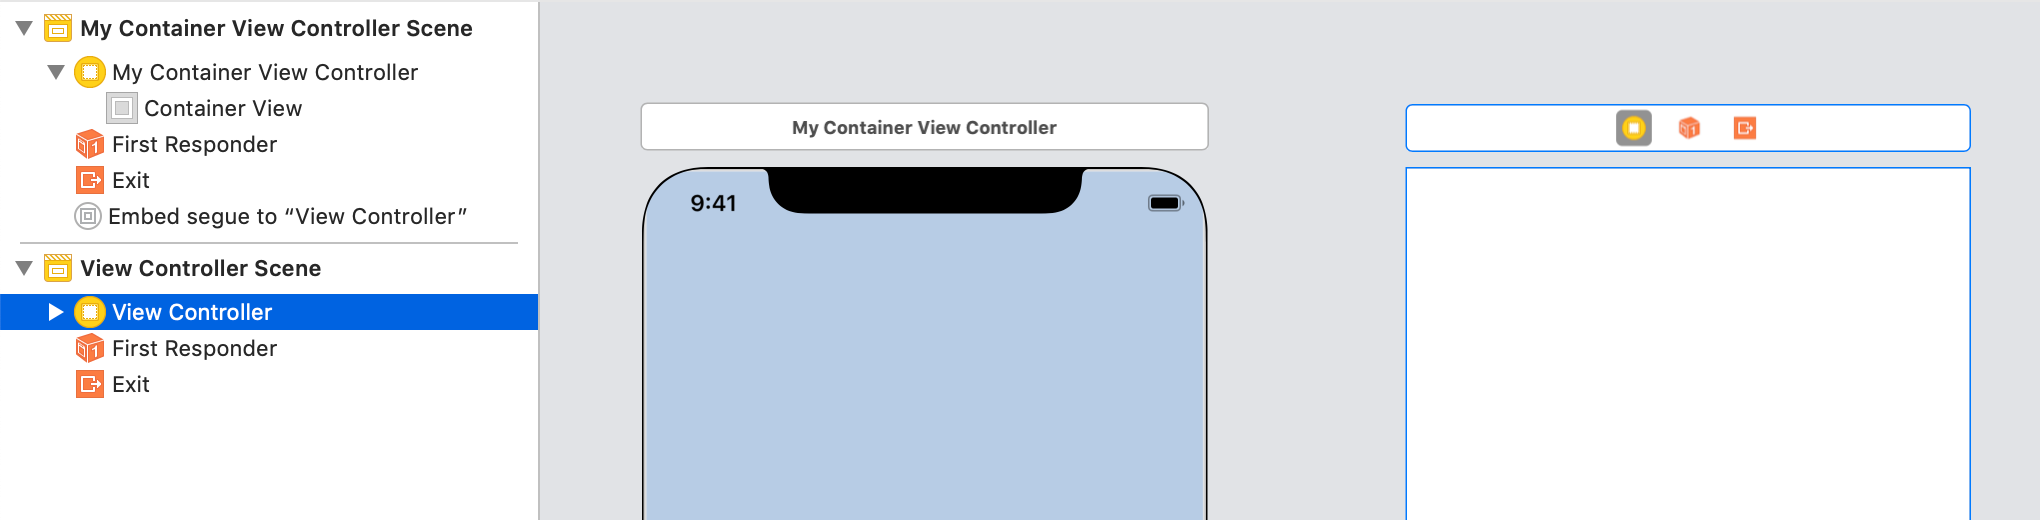 My Container View Controller Scene
My Container View Controller
Container View
First Responder
Exit
Embed segue to “View Controller”
View Controller Scene
View Controller
First Responder
Exit
My Container View Controller
9:41